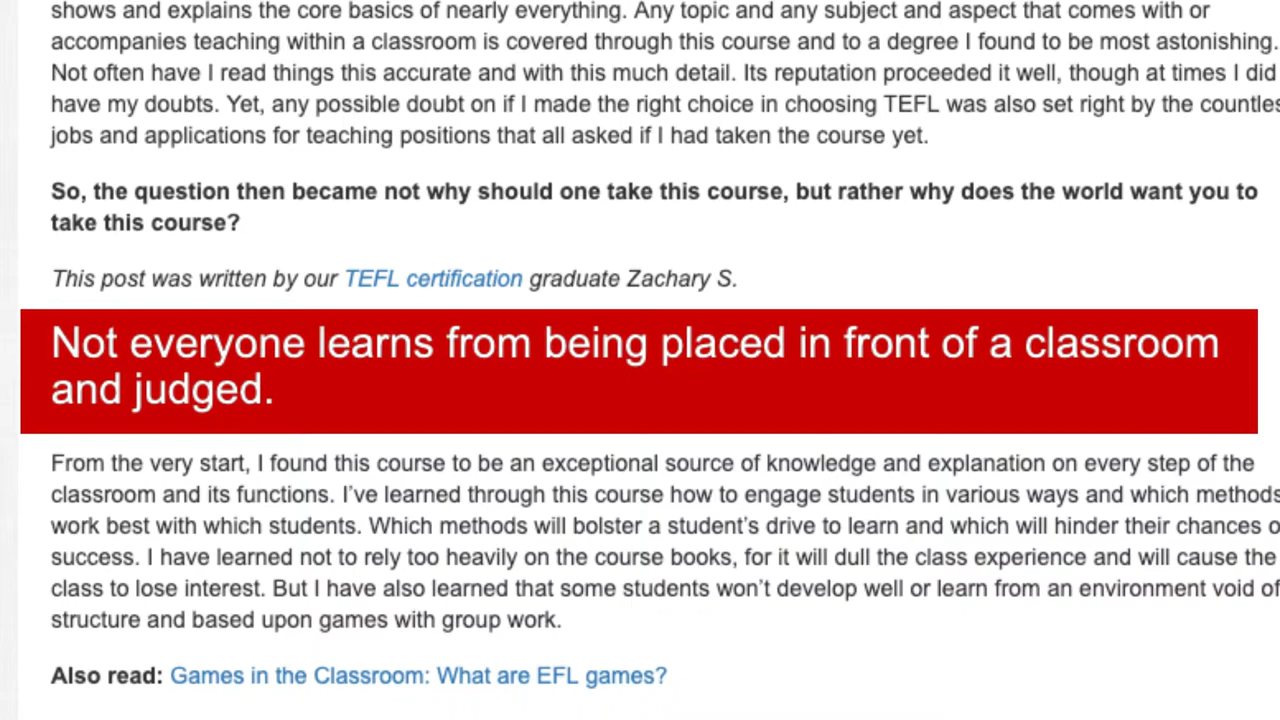 shows and explains the core basics of nearly everything. Any topic and any subject and aspect that comes with or
accompanies teaching within a classroom is covered through this course and to a degree I found to be most astonishing.
Not often have I read things this accurate and with this much detail. Its reputation proceeded it well, though at times I did
have my doubts. Yet, any possible doubt on if I made the right choice in choosing TEFL was also set right by the countles
jobs and applications for teaching positions that all asked if I had taken the course yet.
So, the question then became not why should one take this course, but rather why does the world want you to
take this course?
This post was written by our TEFL certification graduate Zachary S.
Not everyone learns from being placed in front of a classroom
and judged.
From the very start, I found this course to be an exceptional source of knowledge and explanation on every step of the
classroom and its functions. I've learned through this course how to engage students in various ways and which methods
work best with which students. Which methods will bolster a student's drive to learn and which will hinder their chances o
success. I have learned not to rely too heavily on the course books, for it will dull the class experience and will cause the
class to lose interest. But I have also learned that some students won't develop well or learn from an environment void of
structure and based upon games with group work.
Also read: Games in the Classroom: What are EFL games?